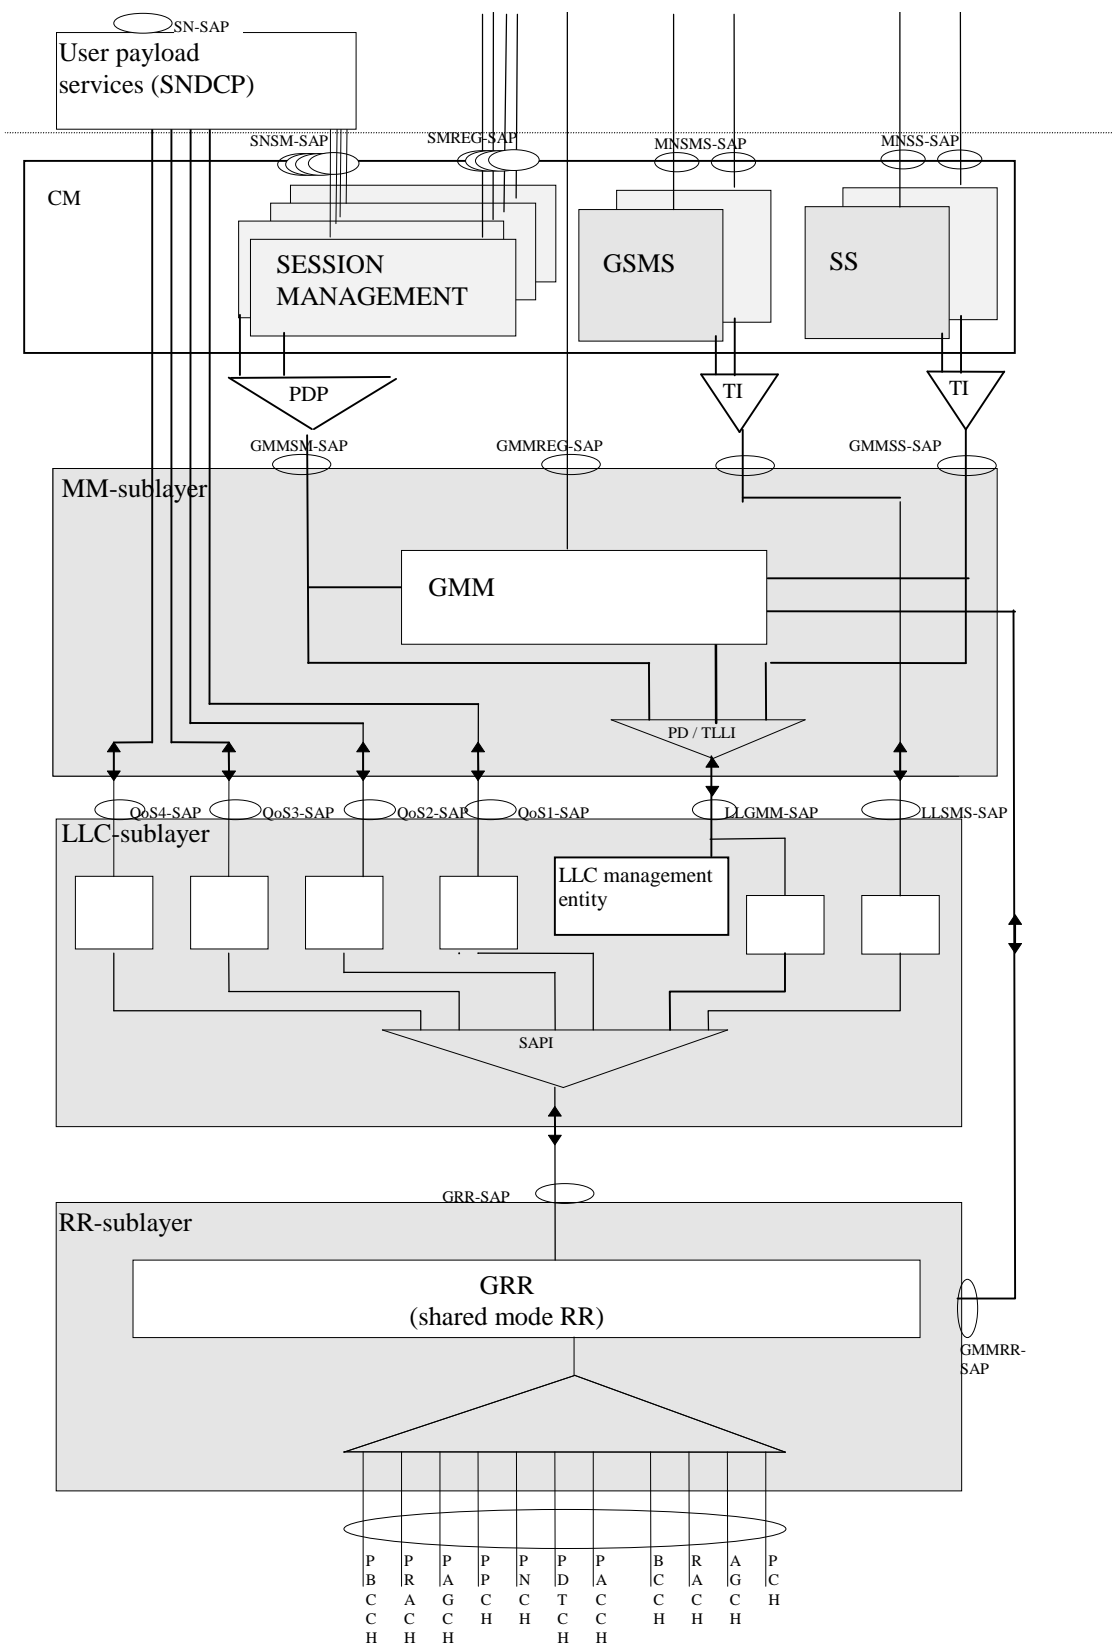 SN-SAP
User payload
services (SNDCP)
SNSM-SAP
SMREG-SAP
MNSMS-SAP
MNSS-SAP
CM
SESSION
MANAGEMENT
GSMS
SS
PDP
TI
TI
GMMSM-SAP
GMMREG-SAP
GMMSS-SAP
MM-sublayer
GMM
PD / TLLI
QoS4-SAP
QoS3-SAP
QoS2-SAP
QoS1-SAP
LLGMM-SAP
LLSMS-SAP
LLC-sublayer
LLC management
entity
SAPI
GRR-SAP
RR-sublayer
GRR
(shared mode RR)
GMMRR-
SAP
PBCCH
PRACH
PAGCH
PPCH
PNCH
PDTCH
PACCH
BCCH
RACH
AGCH
PCH